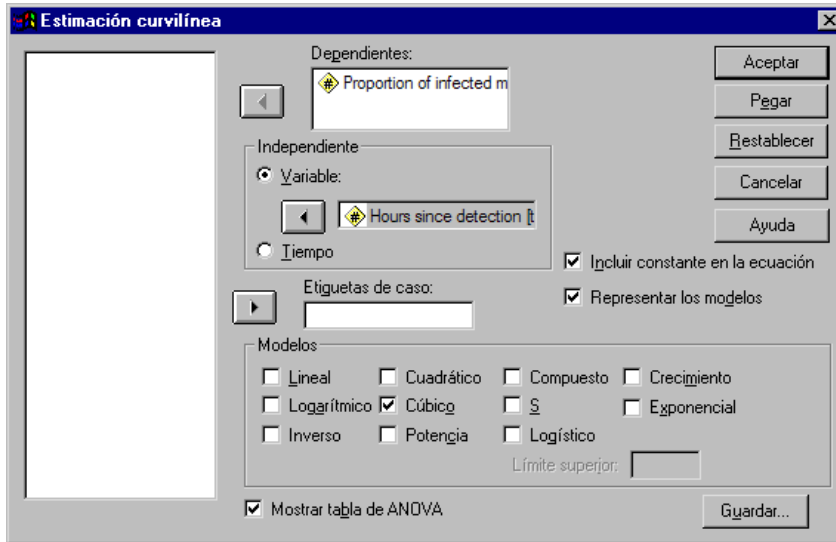 Estimación curvilínea
Dependientes:
Proportion of infected m
Independiente
Variable:
Hours since detection [t
Tiempo
Etiquetas de caso:
Aceptar
Pegar
Restablecer
Cancelar
Ayuda
Incluir constante en la ecuación
Representar los modelos
Modelos
Lineal Cuadrático Compuesto Crecimiento
Logarítmico Cúbico S Exponencial
Inverso Potencia Logístico
Límite superior:
Mostrar tabla de ANOVA
Guardar...